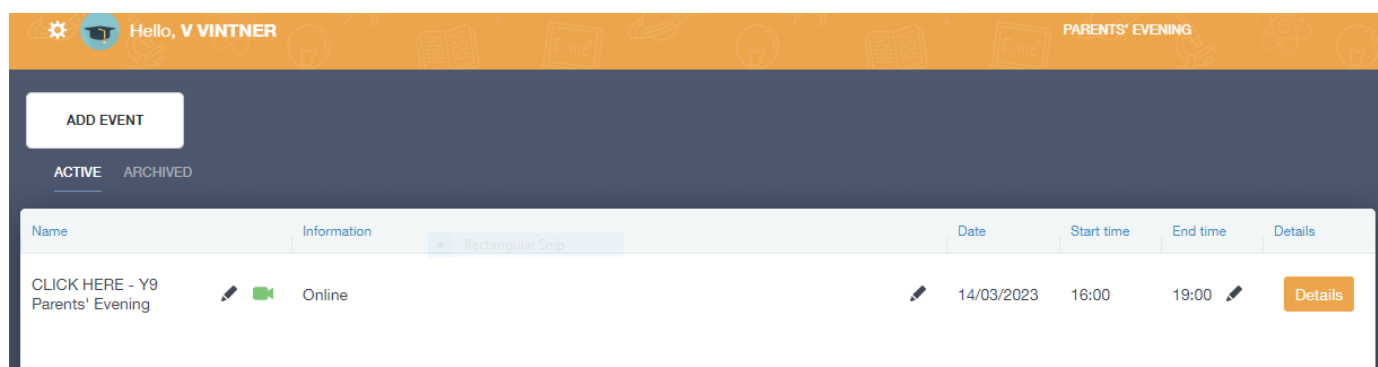 Hello, V VINTNER
PARENTS' EVENING
ADD EVENT
ACTIVE ARCHIVED
Name Information Date Start time End time Details
Rectangular Snip
CLICK HERE - Y9
Parents' Evening
Online 14/03/2023 16:00 19:00 Details